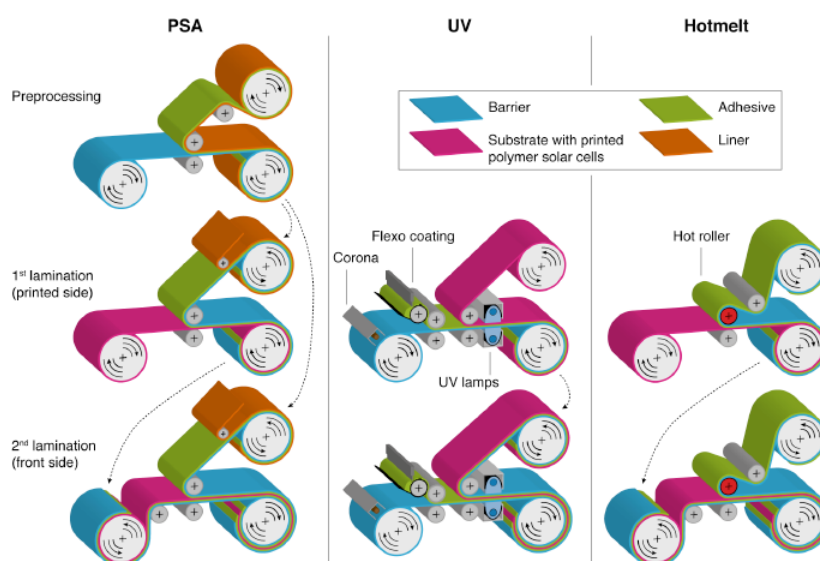 PSA
UV
Hotmelt
Preprocessing
Barrier
Adhesive
Substrate with printed
polymer solar cells
Liner
1st lamination
(printed side)
Corona
Flexo coating
Hot roller
UV lamps
2nd lamination
(front side)